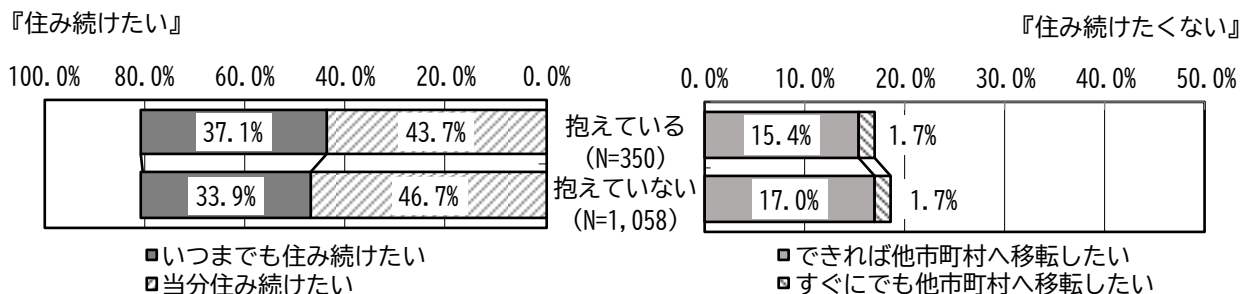 『住み続けたい』
『住み続けたくない』
100.0% 80.0% 60.0% 40.0% 20.0% 0.0%
0.0% 10.0% 20.0% 30.0% 40.0% 50.0%
37.1% 43.7% 抱えている 15.4% 1.7%
(N=350)
33.9% 46.7% 抱えていない 17.0% 1.7%
(N=1,058)
いつまでも住み続けたい
当分住み続けたい
できれば他市町村へ移転したい
すぐにでも他市町村へ移転したい